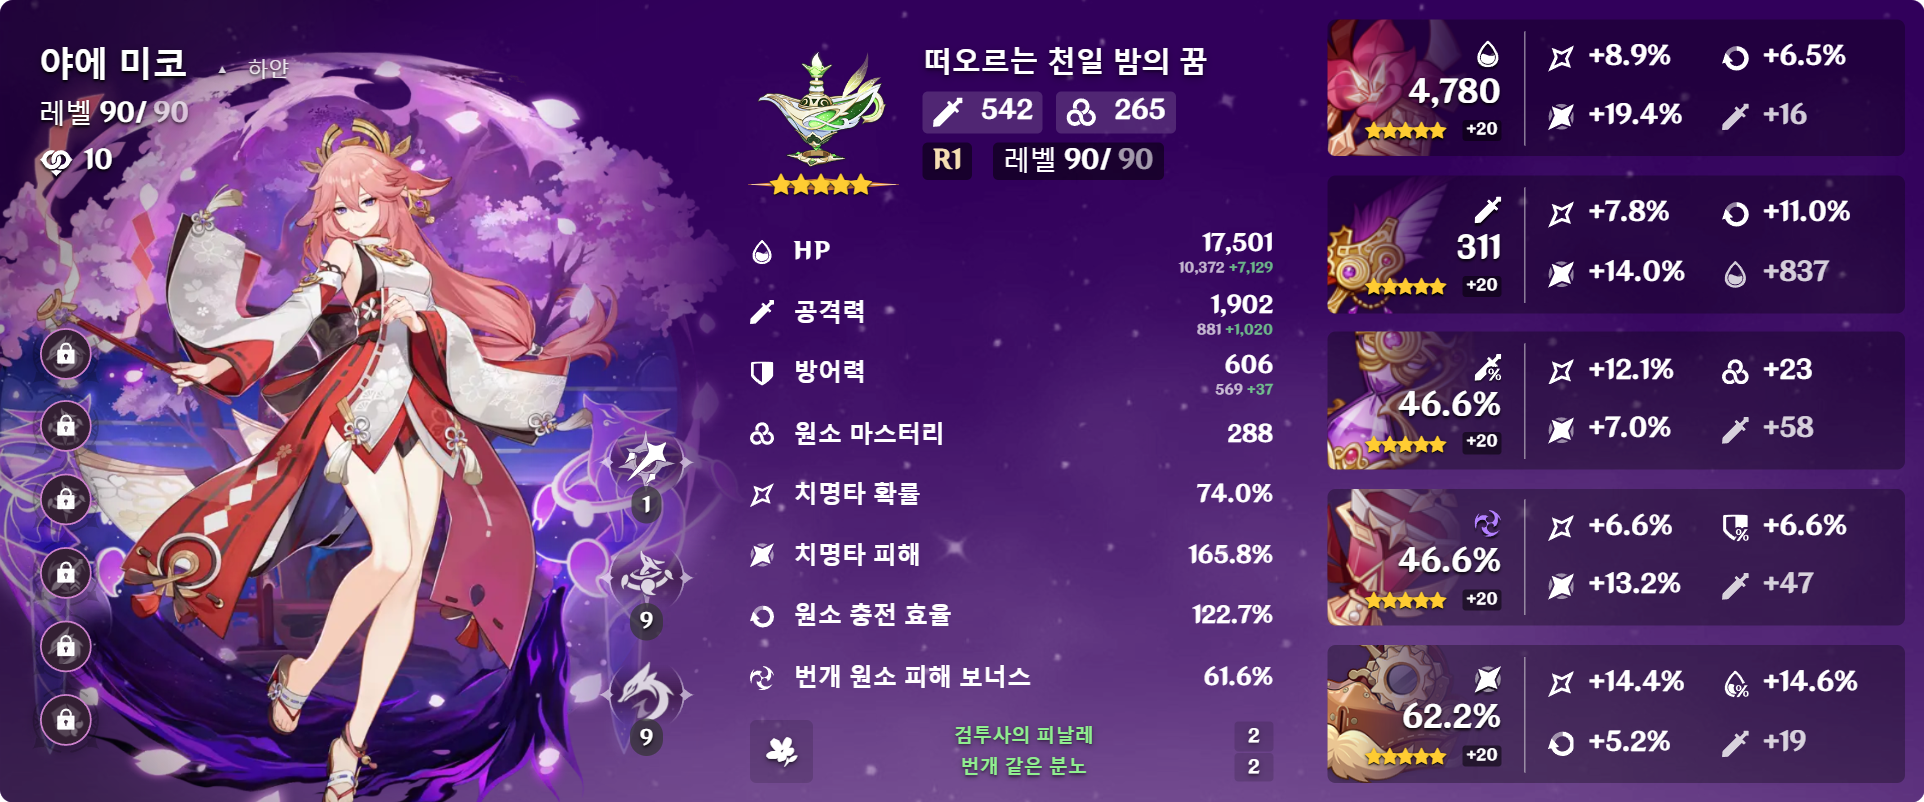 야에 미코 ▲ 하얀
레벨 90/ 90
10
1
9
9
떠오르는 천일 밤의 꿈
542 265
R1 레벨 90/ 90
HP 17,501
10,372 +7,129
공격력 1,902
881 +1,020
방어력 606
569 +37
원소 마스터리 288
치명타 확률 74.0%
치명타 피해 165.8%
원소 충전 효율 122.7%
번개 원소 피해 보너스 61.6%
검투사의 피날레 2
번개 같은 분노 2
4,780
+20
+8.9% +6.5%
+19.4% +16
311
+20
+7.8% +11.0%
+14.0% +837
46.6%
+20
+12.1% +23
+7.0% +58
46.6%
+20
+6.6% +6.6%
+13.2% +47
62.2%
+20
+14.4% +14.6%
+5.2% +19